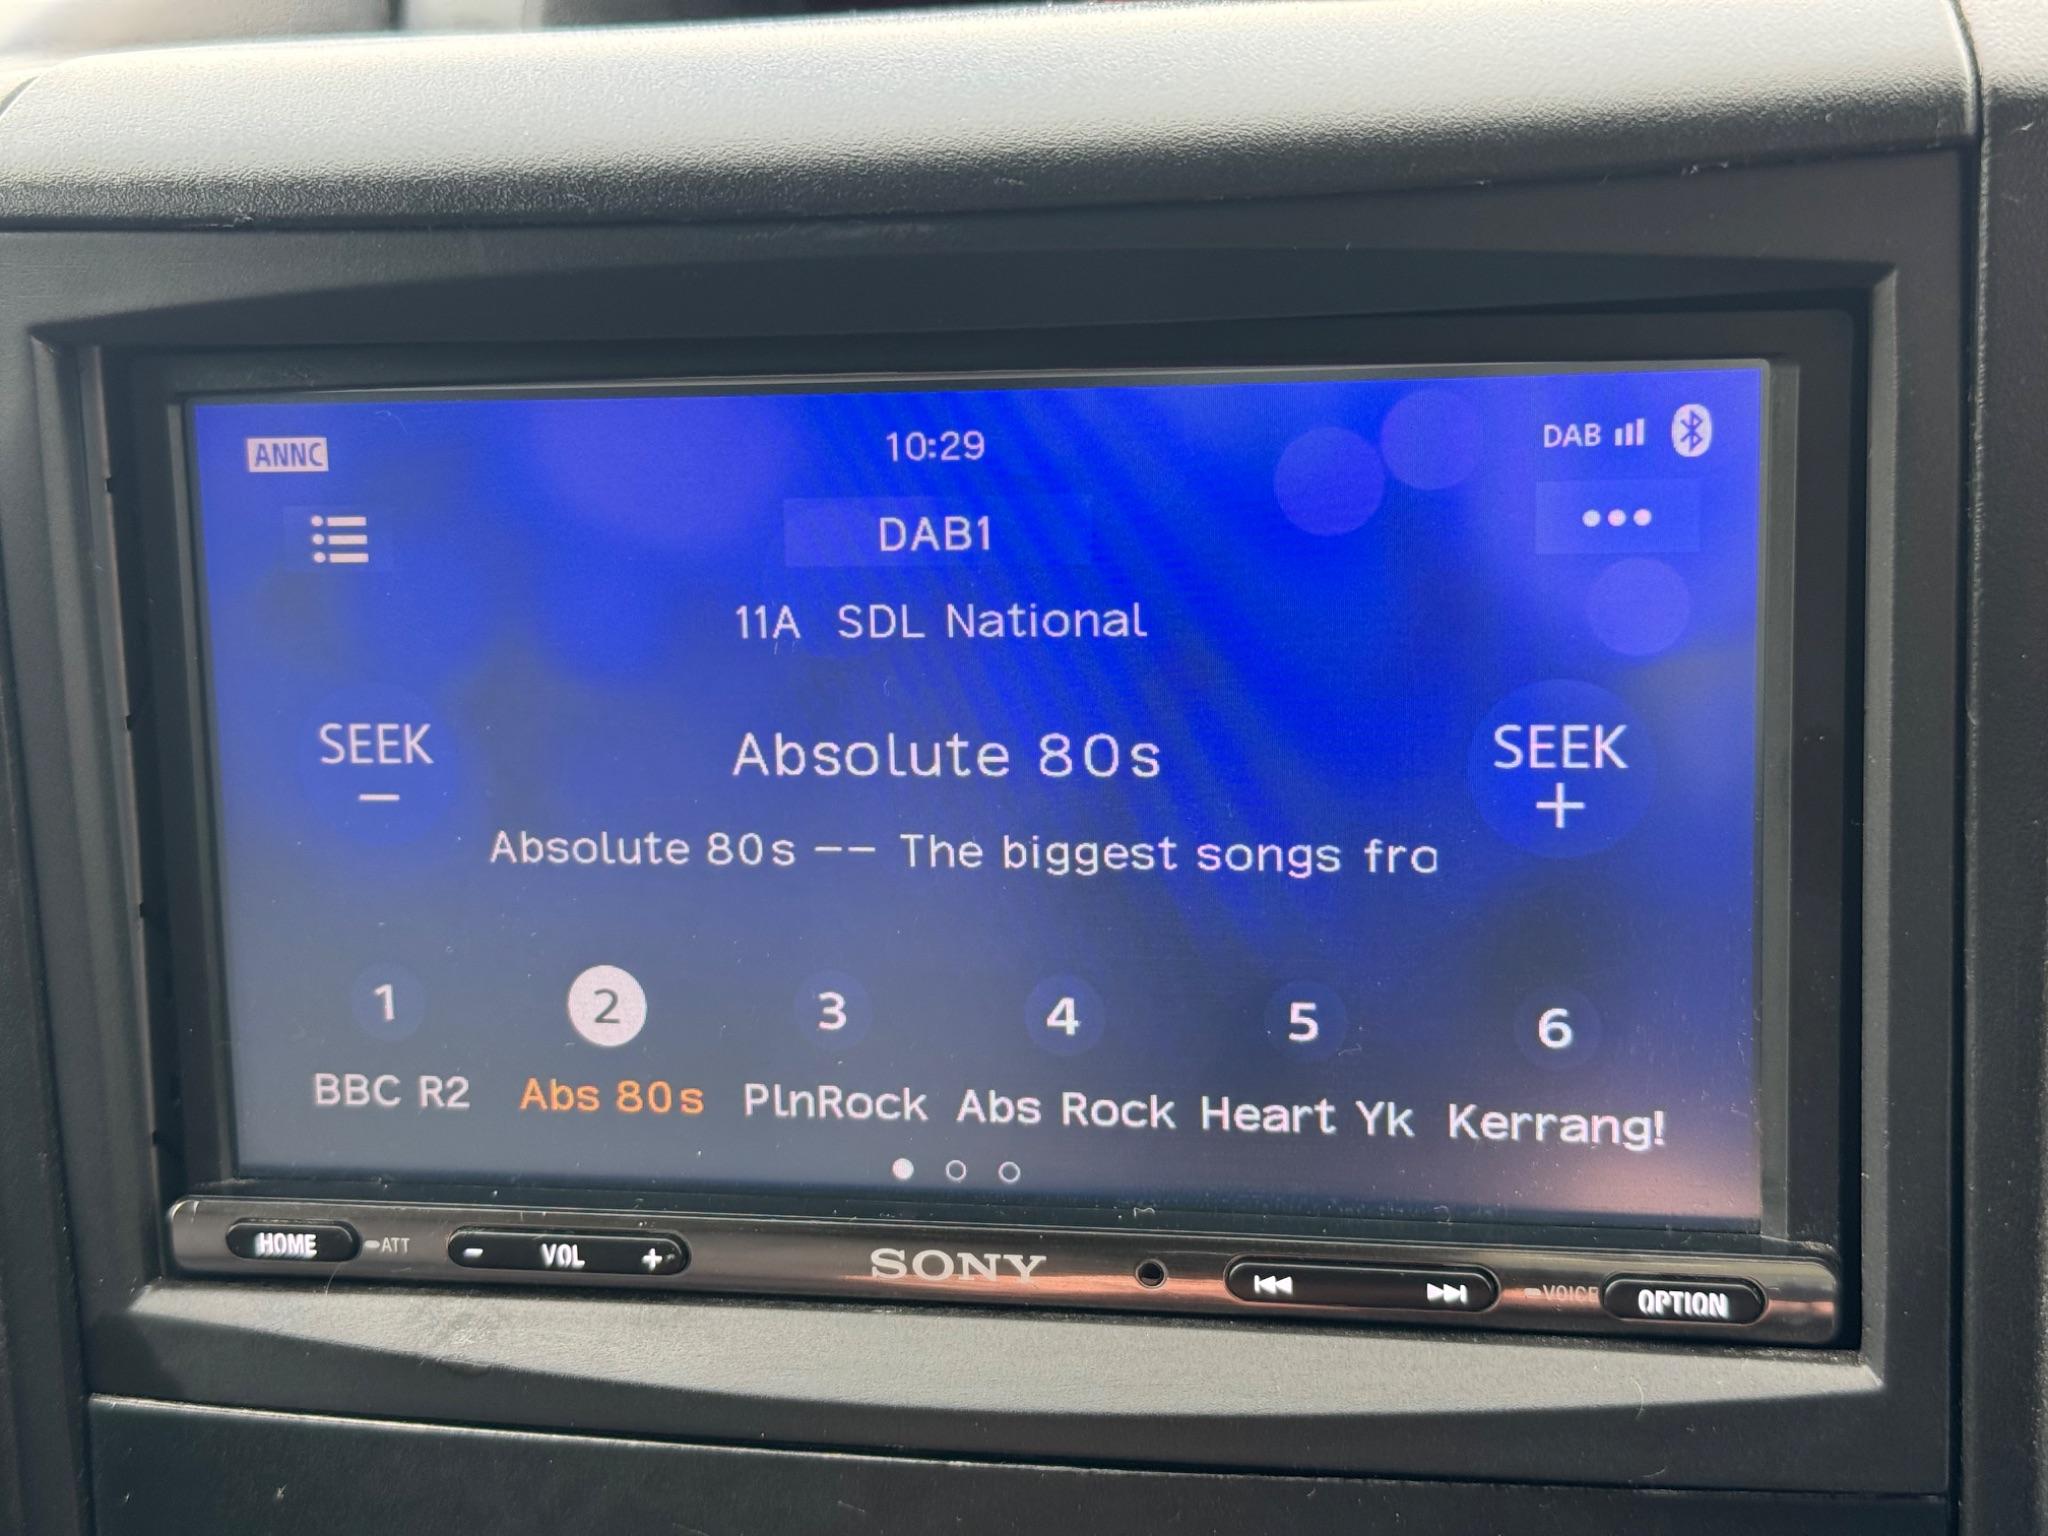 ANNC 10:29 DAB
DAB1
11A SDL National
SEEK - Absolute 80s SEEK +
Absolute 80s -- The biggest songs fro
1 2 3 4 5 6
BBC R2 Abs 80s PlnRock Abs Rock Heart Yk Kerrang!
HOME ATT - VOL + SONY VOICE OPTION